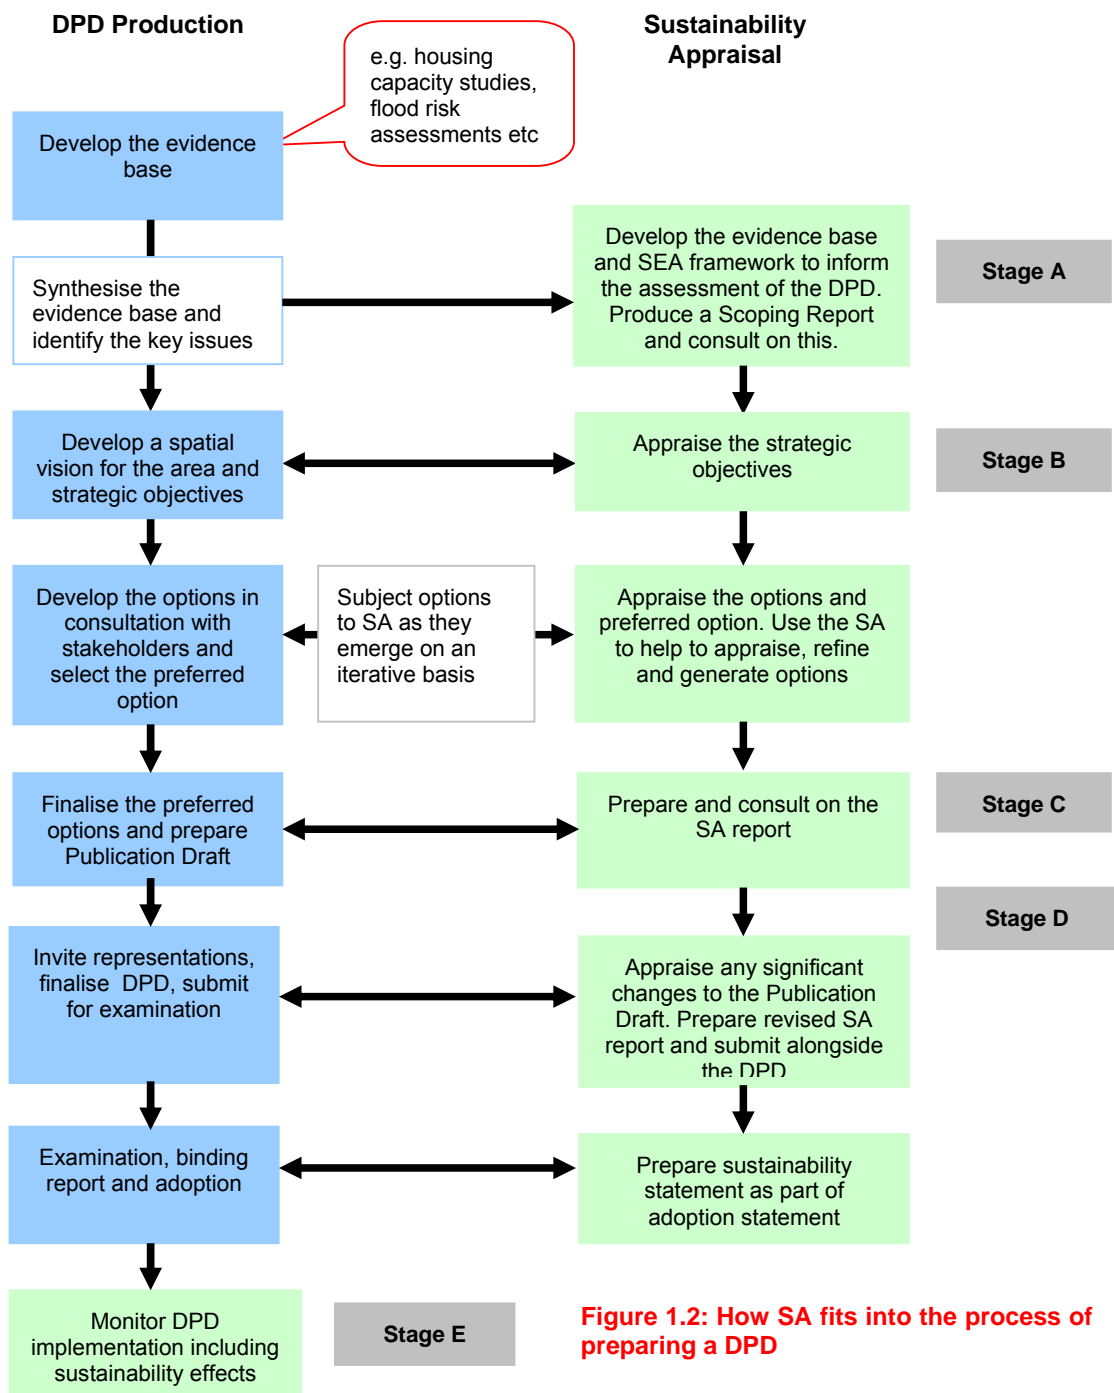 DPD Production
Sustainability
Appraisal
e.g. housing
capacity studies,
flood risk
assessments etc
Develop the evidence
base
Develop the evidence base
and SEA framework to inform
the assessment of the DPD.
Produce a Scoping Report
and consult on this.
Stage A
Synthesise the
evidence base and
identify the key issues
Develop a spatial
vision for the area and
strategic objectives
Appraise the strategic
objectives
Stage B
Develop the options in
consultation with
stakeholders and
select the preferred
option
Subject options
to SA as they
emerge on an
iterative basis
Appraise the options and
preferred option. Use the SA
to help to appraise, refine
and generate options
Finalise the preferred
options and prepare
Publication Draft
Prepare and consult on the
SA report
Stage C
Stage D
Invite representations,
finalise  DPD, submit
for examination
Appraise any significant
changes to the Publication
Draft. Prepare revised SA
report and submit alongside
the DPD
Examination, binding
report and adoption
Prepare sustainability
statement as part of
adoption statement
Monitor DPD
implementation including
sustainability effects
Stage E
Figure 1.2: How SA fits into the process of
preparing a DPD